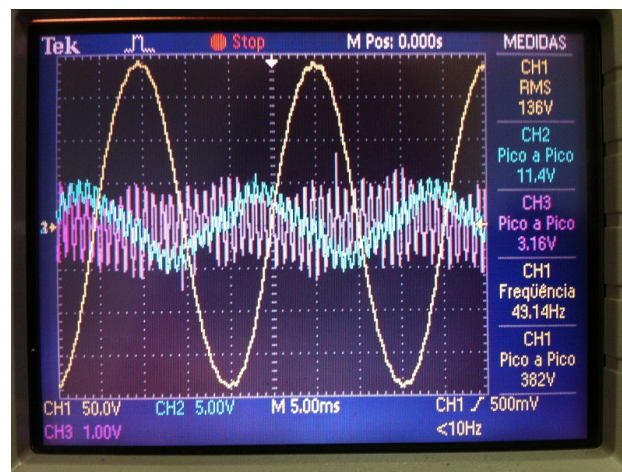 Tek Stop M Pos: 0.000s MEDIDAS
CH1
RMS
136V
CH2
Pico a Pico
11.4V
CH3
Pico a Pico
3.16V
CH1
Freqüência
49.14Hz
CH1
Pico a Pico
382V
3
CH1 50.0V CH2 5.00V M 5.00ms CH1 500mV
CH3 1.00V <10Hz